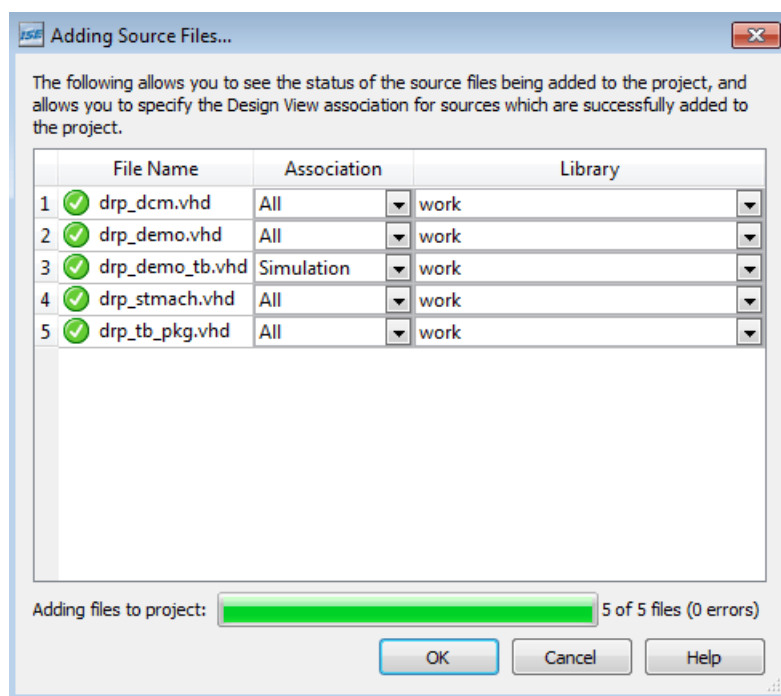 ISE Adding Source Files...
The following allows you to see the status of the source files being added to the project, and
allows you to specify the Design View association for sources which are successfully added to
the project.
File Name Association Library
1 drp_dcm.vhd All work
2 drp_demo.vhd All work
3 drp_demo_tb.vhd Simulation work
4 drp_stmach.vhd All work
5 drp_tb_pkg.vhd All work
Adding files to project: 5 of 5 files (0 errors)
OK Cancel Help